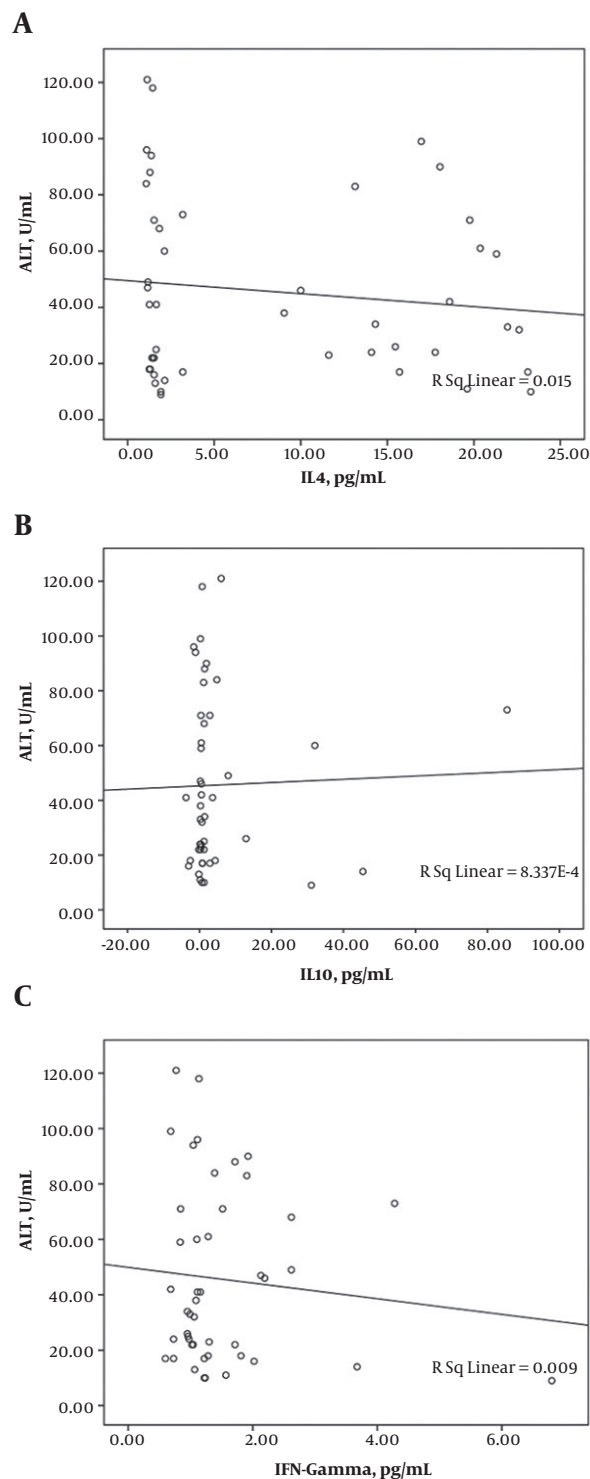 A
120.00
100.00
80.00
60.00
40.00
20.00
0.00
ALT, U/mL
R Sq Linear = 0.015
0.00 5.00 10.00 15.00 20.00 25.00
IL4, pg/mL
B
120.00
100.00
80.00
60.00
40.00
20.00
0.00
ALT, U/mL
R Sq Linear = 8.337E-4
-20.00 0.00 20.00 40.00 60.00 80.00 100.00
IL10, pg/mL
C
120.00
100.00
80.00
60.00
40.00
20.00
0.00
ALT, U/mL
R Sq Linear = 0.009
0.00 2.00 4.00 6.00
IFN-Gamma, pg/mL